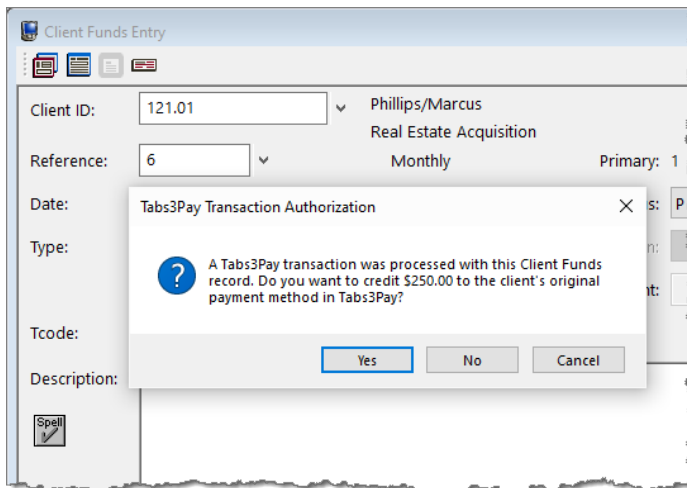 Client Funds Entry
Client ID: 121.01 Phillips/Marcus
Real Estate Acquisition
Reference: 6 Monthly Primary: 1
Date: s: P
Tabs3Pay Transaction Authorization
Type: n:
A Tabs3Pay transaction was processed with this Client Funds
record. Do you want to credit $250.00 to the client's original
payment method in Tabs3Pay?
nt:
Tcode:
Yes No Cancel
Description:
Spell